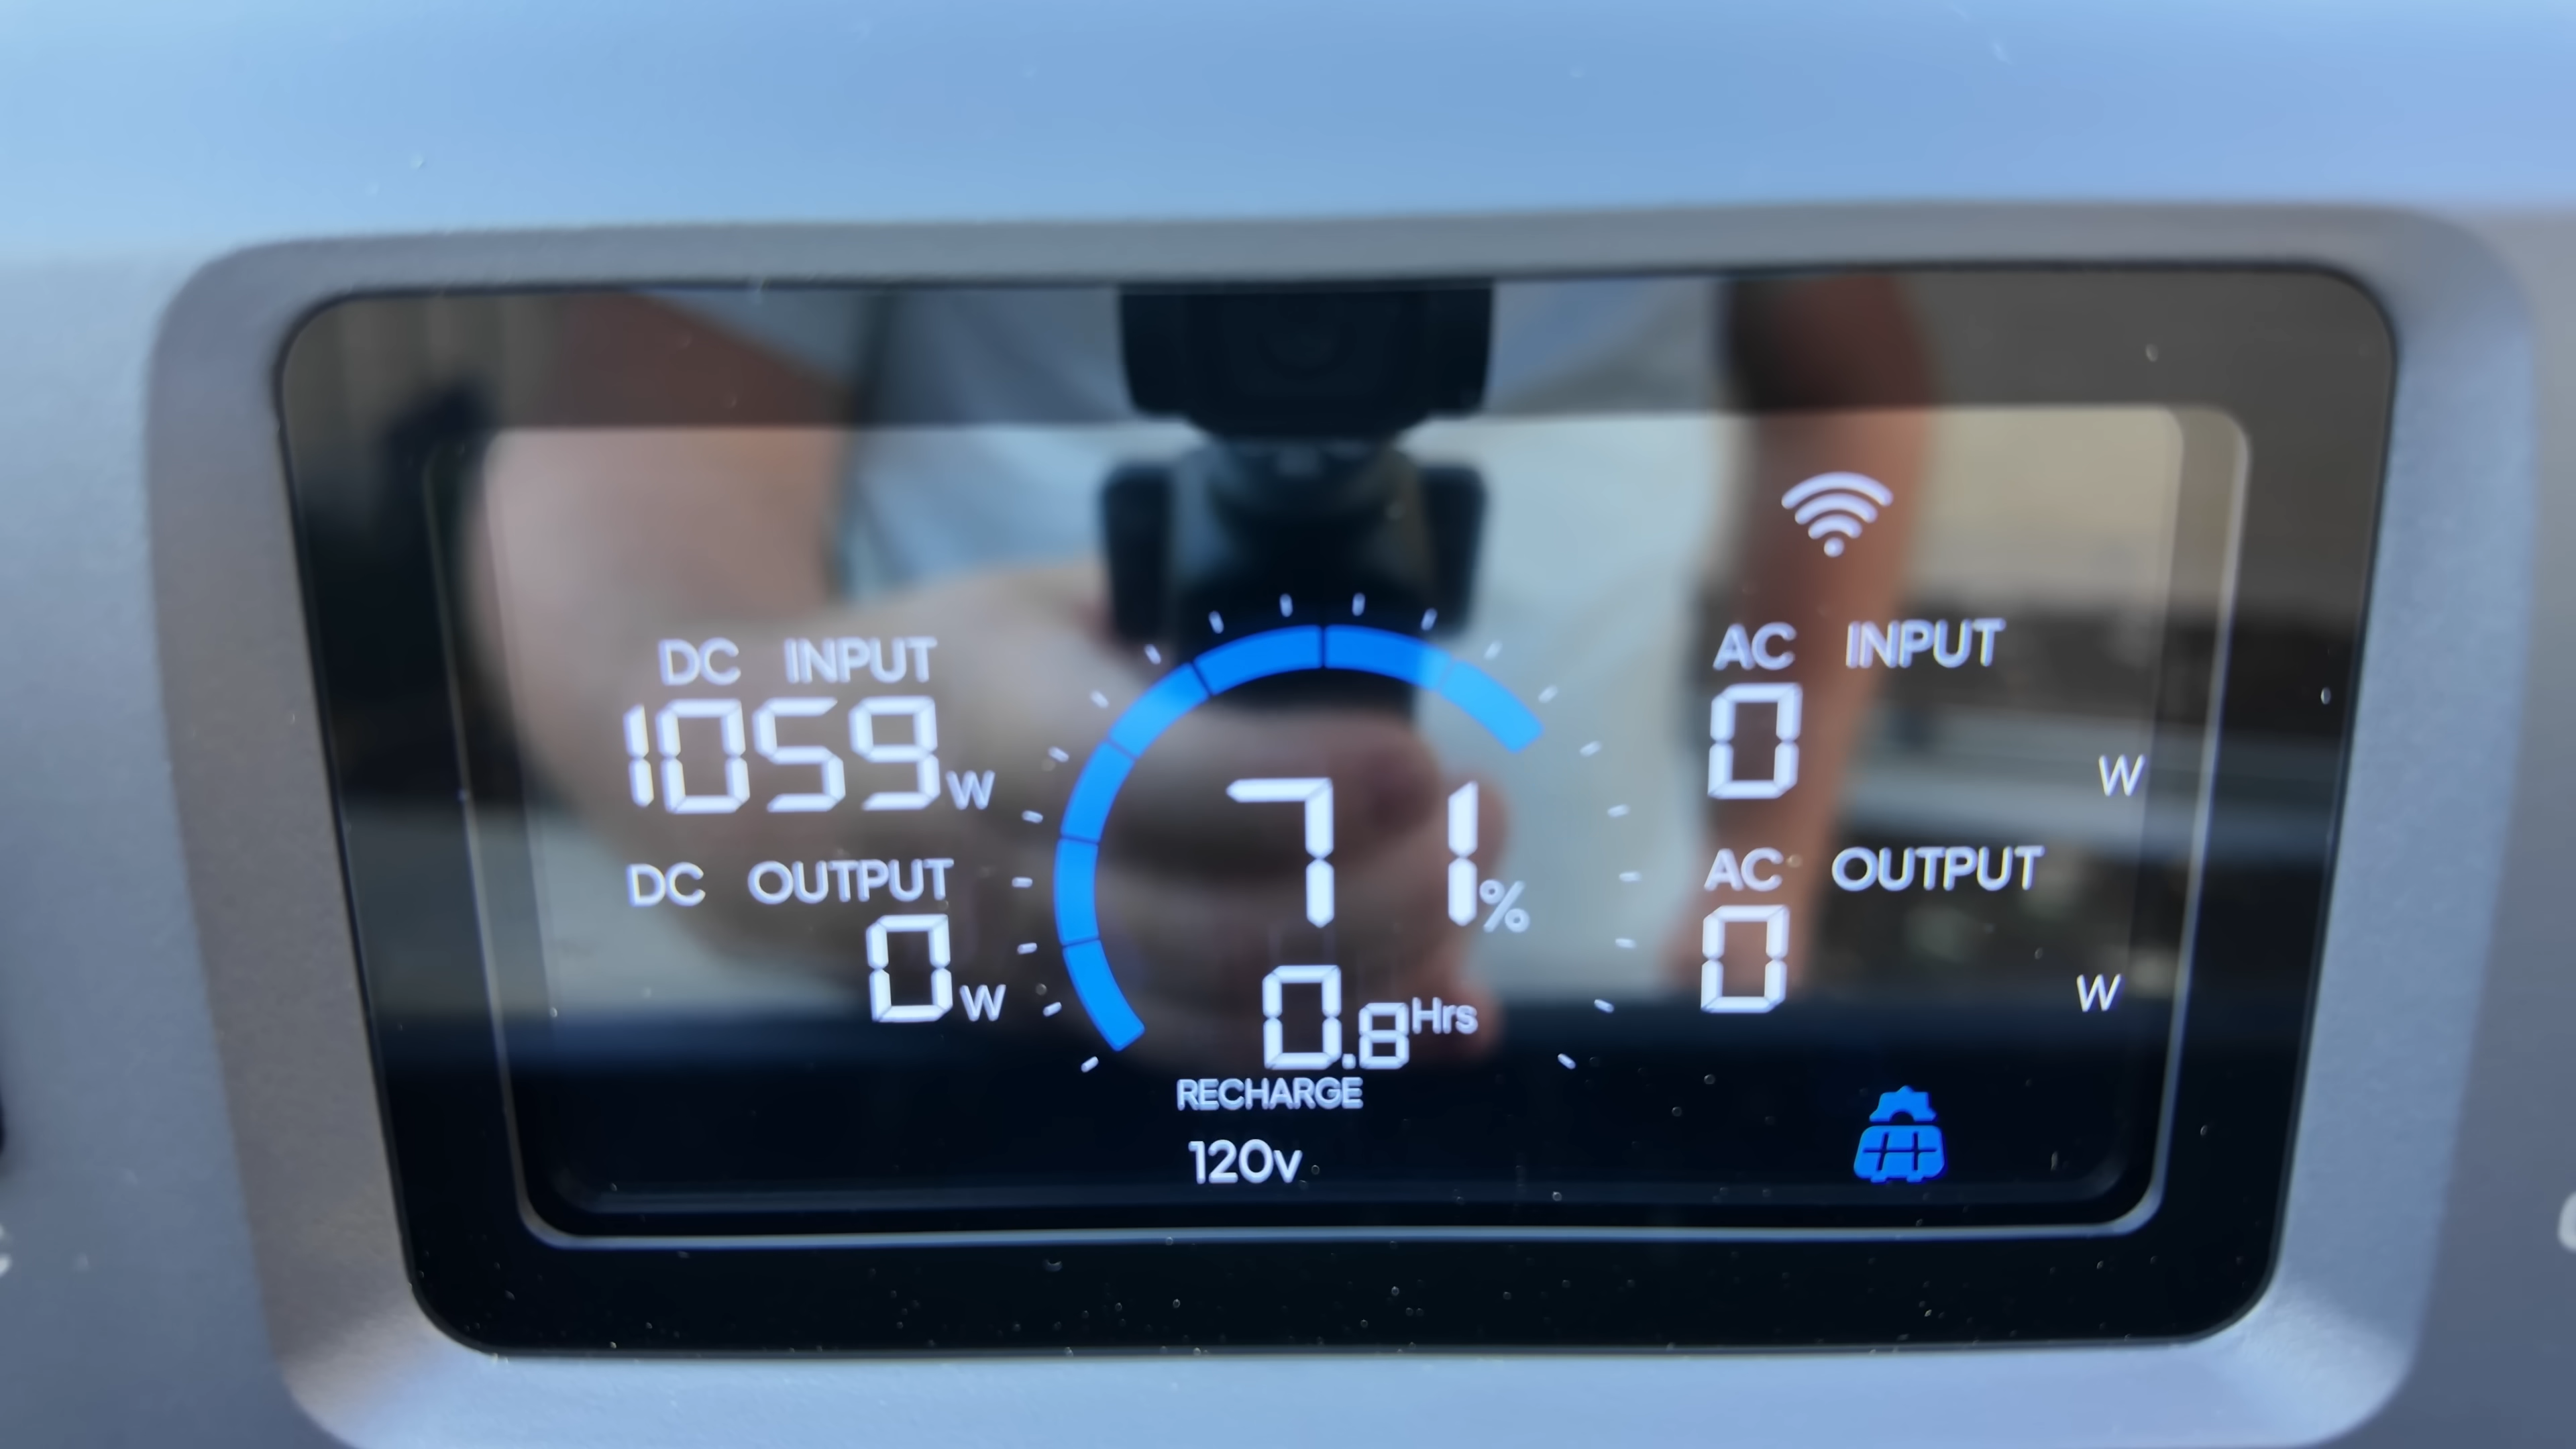 DC INPUT
1059W
DC OUTPUT
0W
71%
0.8Hrs
RECHARGE
120v
AC INPUT
0 W
AC OUTPUT
0 W